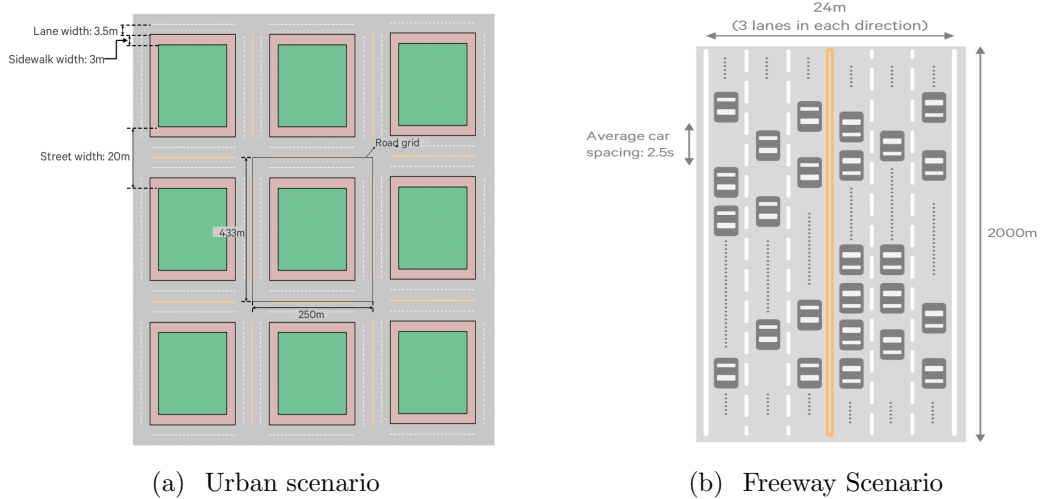 Lane width: 3.5m
Sidewalk width: 3m
Street width: 20m
Road grid
433m
250m
(a) Urban scenario
24m
(3 lanes in each direction)
Average car
spacing: 2.5s
2000m
(b) Freeway Scenario